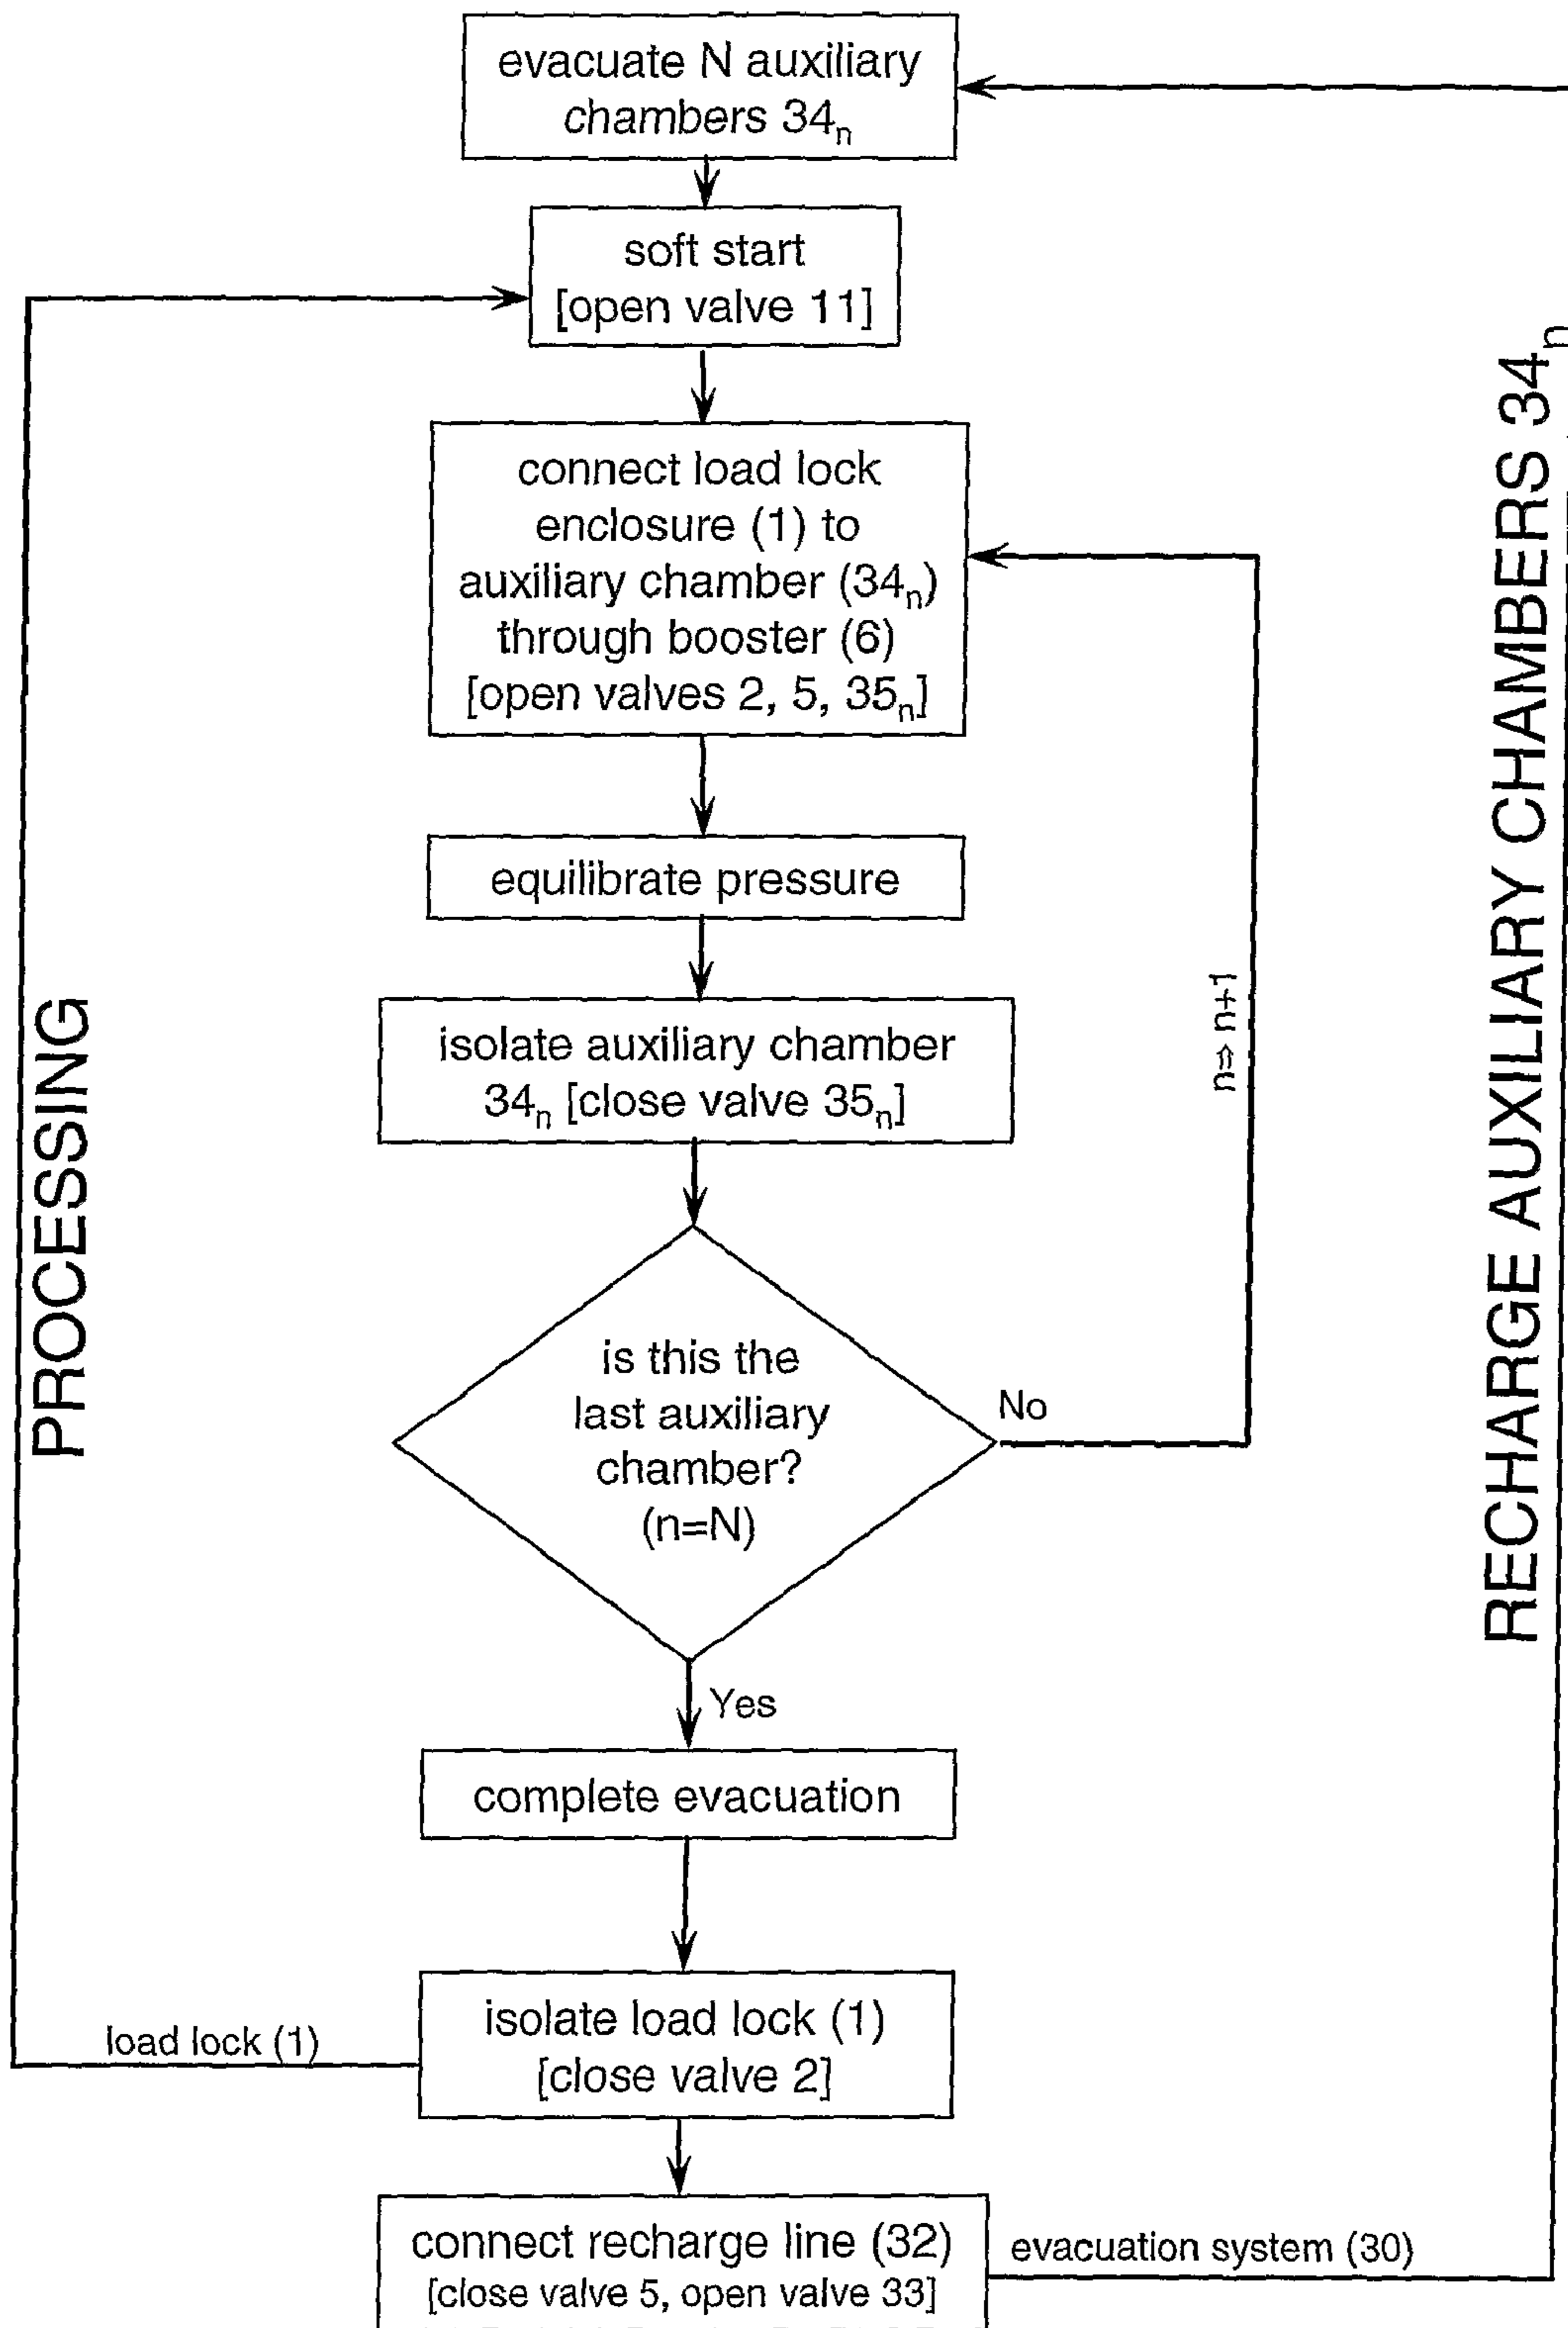 evacuate N auxiliary
chambers 34n
soft start
[open valve 11]
connect load lock
enclosure (1) to
auxiliary chamber (34n)
through booster (6)
[open valves 2, 5, 35n]
equilibrate pressure
isolate auxiliary chamber
34n [close valve 35n]
n⇒ n+1
is this the
last auxiliary
chamber?
(n=N)
No
Yes
complete evacuation
isolate load lock (1)
[close valve 2]
load lock (1)
connect recharge line (32)
[close valve 5, open valve 33]
evacuation system (30)
PROCESSING
RECHARGE AUXILIARY CHAMBERS 34n